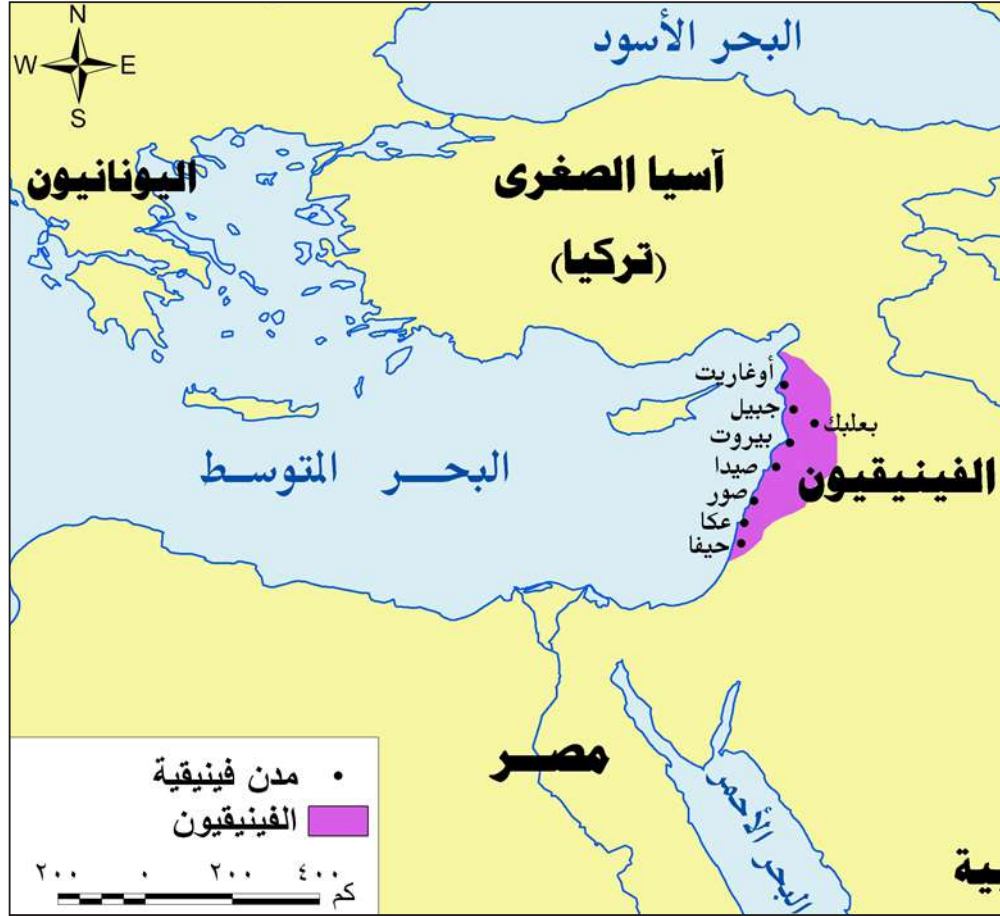 N
W E
S
البحر الأسود
اليونانيون
آسيا الصغرى
(تركيا)
أوغاريت
جبيل
بعلبك
بيروت
صيدا
الفينيقيون
البحر المتوسط
صور
عكا
حيفا
مصر
البحر الأحمر
مدن فينيقية
الفينيقيون
٢٠٠ ٠ ٢٠٠ ٤٠٠
كم
ـية